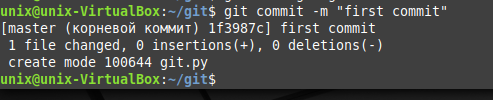 unix@unix-VirtualBox:~/git$ git commit -m "first commit"
[master (корневой коммит) 1f3987c] first commit
 1 file changed, 0 insertions(+), 0 deletions(-)
 create mode 100644 git.py
unix@unix-VirtualBox:~/git$